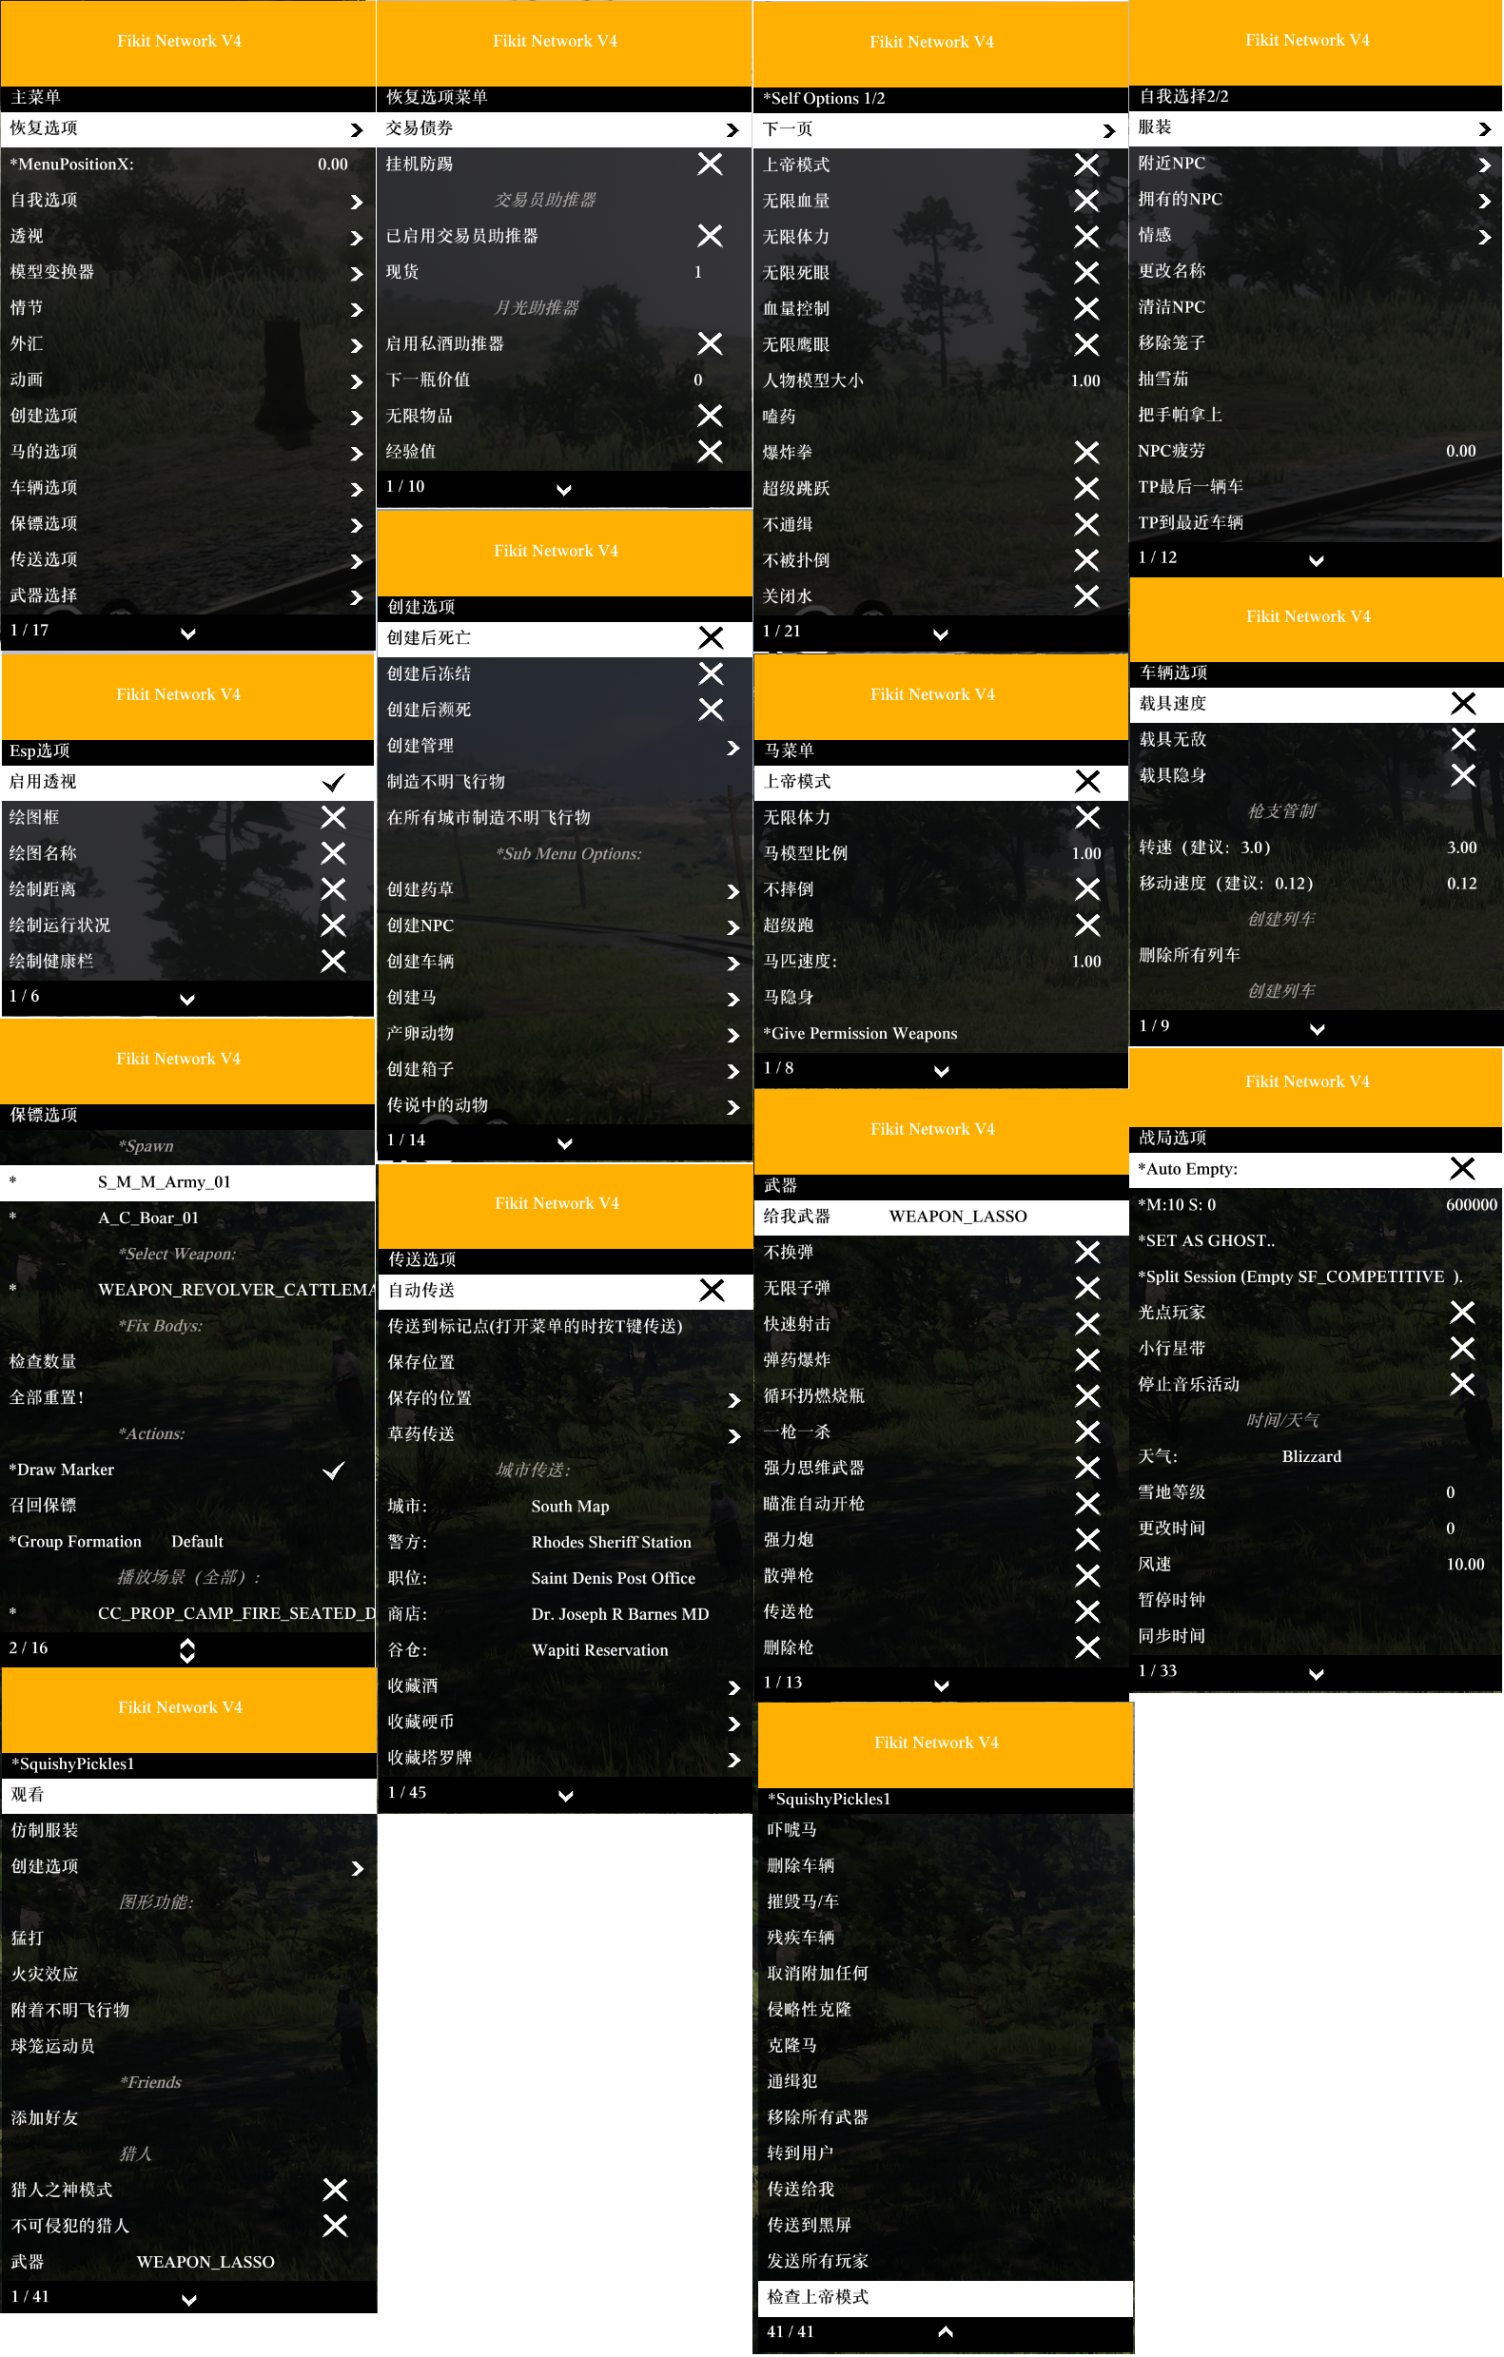 Fikit Network V4
主菜单
恢复选项
*MenuPositionX: 0.00
自我选项
透视
模型变换器
情节
外汇
动画
创建选项
马的选项
车辆选项
保镖选项
传送选项
武器选择
1 / 17
Fikit Network V4
Esp选项
启用透视
绘图框
绘图名称
绘制距离
绘制运行状况
绘制健康栏
1 / 6
Fikit Network V4
保镖选项
*Spawn
* S_M_M_Army_01
* A_C_Boar_01
*Select Weapon:
* WEAPON_REVOLVER_CATTLEMA
*Fix Bodys:
检查数量
全部重置!
*Actions:
*Draw Marker
召回保镖
*Group Formation Default
播放场景（全部）:
* CC_PROP_CAMP_FIRE_SEATED_D
2 / 16
Fikit Network V4
*SquishyPickles1
观看
仿制服装
创建选项
图形功能:
猛打
火灾效应
附着不明飞行物
球笼运动员
*Friends
添加好友
猎人
猎人之神模式
不可侵犯的猎人
武器 WEAPON_LASSO
1 / 41
Fikit Network V4
恢复选项菜单
交易债券
挂机防踢
交易员助推器
已启用交易员助推器
现货 1
月光助推器
启用私酒助推器
下一瓶价值 0
无限物品
经验值
1 / 10
Fikit Network V4
创建选项
创建后死亡
创建后冻结
创建后濒死
创建管理
制造不明飞行物
在所有城市制造不明飞行物
*Sub Menu Options:
创建药草
创建NPC
创建车辆
创建马
产卵动物
创建箱子
传说中的动物
1 / 14
Fikit Network V4
传送选项
自动传送
传送到标记点(打开菜单的时按T键传送)
保存位置
保存的位置
草药传送
城市传送:
城市: South Map
警方: Rhodes Sheriff Station
职位: Saint Denis Post Office
商店: Dr. Joseph R Barnes MD
谷仓: Wapiti Reservation
收藏酒
收藏硬币
收藏塔罗牌
1 / 45
Fikit Network V4
*Self Options 1/2
下一页
上帝模式
无限血量
无限体力
无限死眼
血量控制
无限鹰眼
人物模型大小 1.00
嗑药
爆炸拳
超级跳跃
不通缉
不被扑倒
关闭水
1 / 21
Fikit Network V4
马菜单
上帝模式
无限体力
马模型比例 1.00
不摔倒
超级跑
马匹速度: 1.00
马隐身
*Give Permission Weapons
1 / 8
Fikit Network V4
武器
给我武器 WEAPON_LASSO
不换弹
无限子弹
快速射击
弹药爆炸
循环扔燃烧瓶
一枪一杀
强力思维武器
瞄准自动开枪
强力炮
散弹枪
传送枪
删除枪
1 / 13
Fikit Network V4
*SquishyPickles1
吓唬马
删除车辆
摧毁马/车
残疾车辆
取消附加任何
侵略性克隆
克隆马
通缉犯
移除所有武器
转到用户
传送给我
传送到黑屏
发送所有玩家
检查上帝模式
41 / 41
Fikit Network V4
自我选择2/2
服装
附近NPC
拥有的NPC
情感
更改名称
清洁NPC
移除笼子
抽雪茄
把手帕拿上
NPC疲劳 0.00
TP最后一辆车
TP到最近车辆
1 / 12
Fikit Network V4
车辆选项
载具速度
载具无敌
载具隐身
枪支管制
转速（建议: 3.0） 3.00
移动速度（建议: 0.12） 0.12
创建列车
删除所有列车
创建列车
1 / 9
Fikit Network V4
战局选项
*Auto Empty:
*M:10 S: 0 600000
*SET AS GHOST..
*Split Session (Empty SF_COMPETITIVE ).
光点玩家
小行星带
停止音乐活动
时间/天气
天气: Blizzard
雪地等级 0
更改时间 0
风速 10.00
暂停时钟
同步时间
1 / 33